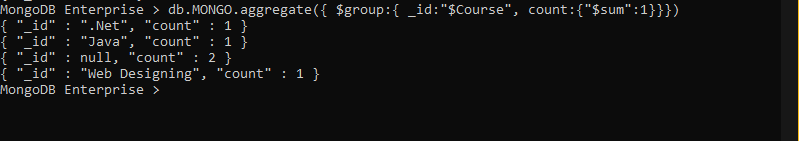 MongoDB Enterprise > db.MONGO.aggregate({ $group:{ _id:"$Course", count:{"$sum":1}}})
{ "_id" : ".Net", "count" : 1 }
{ "_id" : "Java", "count" : 1 }
{ "_id" : null, "count" : 2 }
{ "_id" : "Web Designing", "count" : 1 }
MongoDB Enterprise >